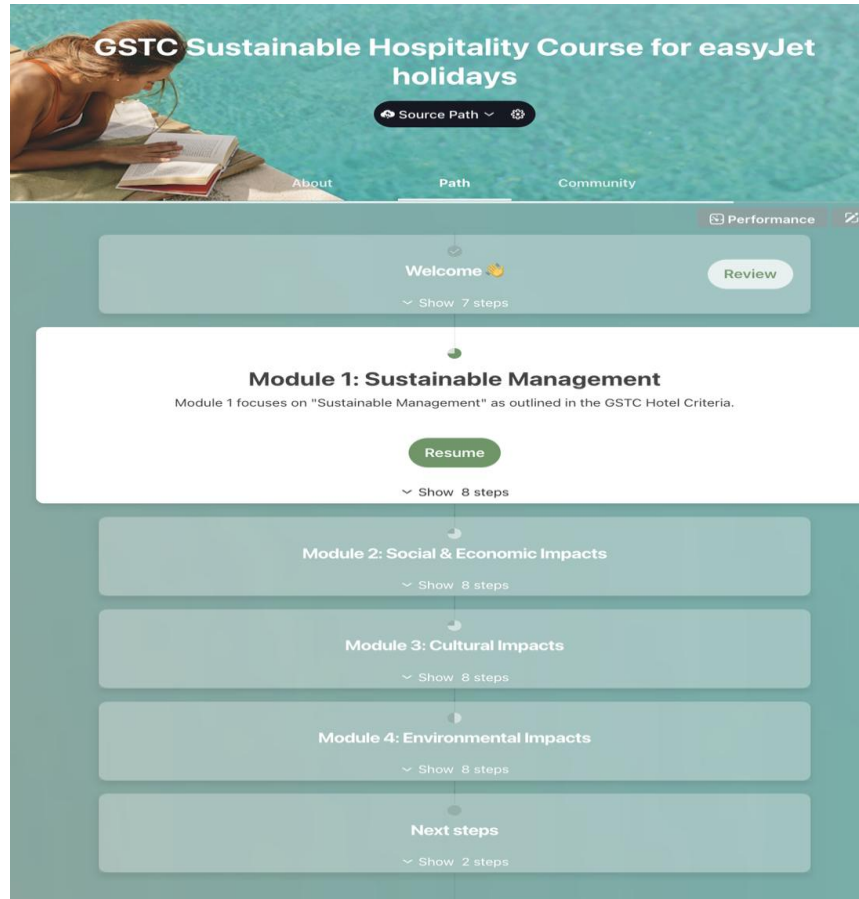 GSTC Sustainable Hospitality Course for easyJet
holidays
Source Path
About
Path
Community
Performance
Welcome 👋
Review
Show 7 steps
Module 1: Sustainable Management
Module 1 focuses on "Sustainable Management" as outlined in the GSTC Hotel Criteria.
Resume
Show 8 steps
Module 2: Social & Economic Impacts
Show 8 steps
Module 3: Cultural Impacts
Show 8 steps
Module 4: Environmental Impacts
Show 8 steps
Next steps
Show 2 steps